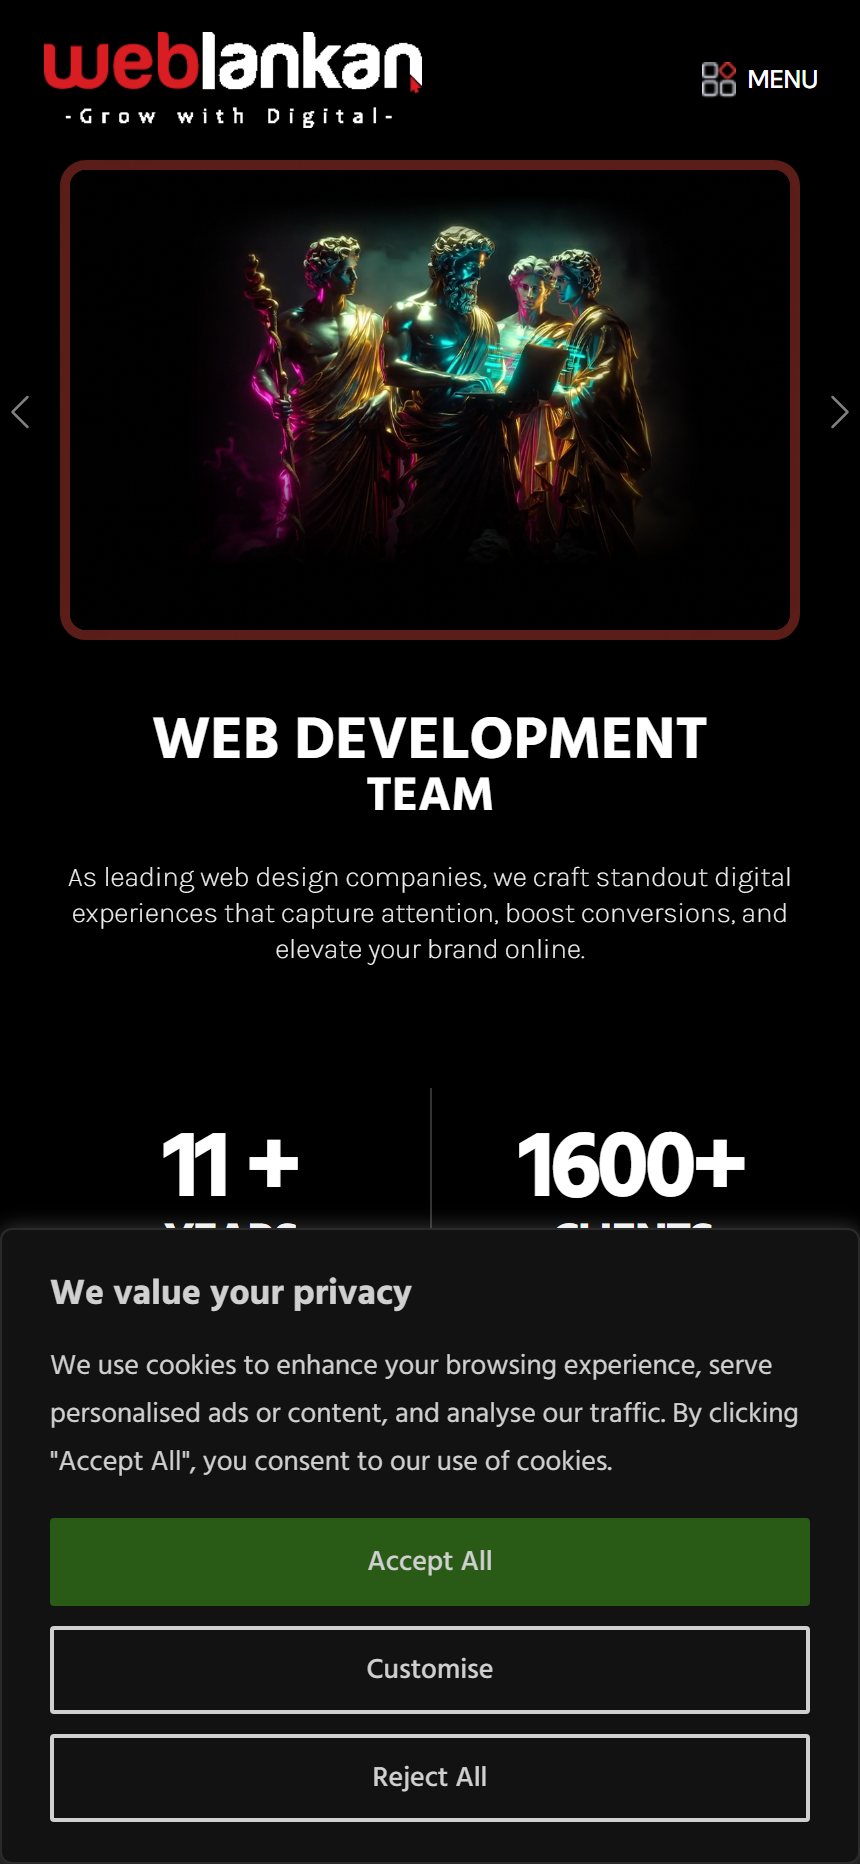 weblankan
-Grow with Digital-
MENU
WEB DEVELOPMENT
TEAM
As leading web design companies, we craft standout digital
experiences that capture attention, boost conversions, and
elevate your brand online.
11 +
1600+
YEARS
CLIENTS
We value your privacy
We use cookies to enhance your browsing experience, serve
personalised ads or content, and analyse our traffic. By clicking
"Accept All", you consent to our use of cookies.
Accept All
Customise
Reject All